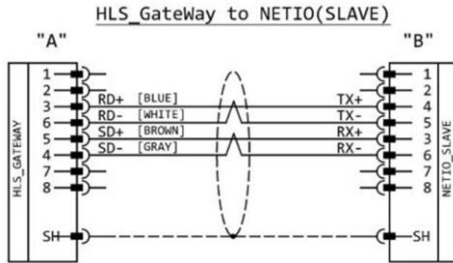 HLS_GateWay to NETIO(SLAVE)
"A" "B"
1 1
2 2
3 RD+ [BLUE] TX+ 4
6 RD- [WHITE] TX- 5
5 SD+ [BROWN] RX+ 3
4 SD- [GRAY] RX- 6
7 7
8 8
SH SH
HLS_GATEWAY
NETIO_SLAVE